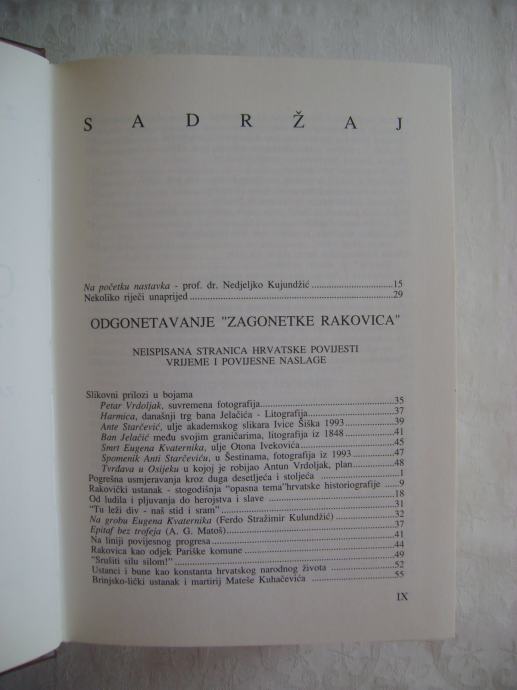 S A D R Ž A J
Na početku nastavka - prof. dr. Nedjeljko Kujundžić ..... 15
Nekoliko riječi unaprijed ..... 29
ODGONETAVANJE "ZAGONETKE RAKOVICA"
NEISPISANA STRANICA HRVATSKE POVIJESTI
VRIJEME I POVIJESNE NASLAGE
Slikovni prilozi u bojama
Petar Vrdoljak, suvremena fotografija ..... 35
Harmica, današnji trg bana Jelačića - Litografija ..... 37
Ante Starčević, ulje akademskog slikara Ivice Šiška 1993 ..... 39
Ban Jelačić među svojim graničarima, litografija iz 1848 ..... 41
Smrt Eugena Kvaternika, ulje Otona Ivekovića ..... 45
Spomenik Anti Starčeviću, u Šestinama, fotografija iz 1993 ..... 47
Tvrđava u Osijeku u kojoj je robijao Antun Vrdoljak, plan ..... 48
Pogrešna usmjeravanja kroz duga desetljeća i stoljeća ..... 1
Rakovički ustanak - stogodišnja "opasna tema"hrvatske historiografije ..... 9
Od ludila i pljuvanja do herojstva i slave ..... 18
"Tu leži div - naš stid i sram" ..... 31
Na grobu Eugena Kvaternika (Ferdo Stražimir Kulundžić) ..... 32
Epitaf bez trofeja (A. G. Matoš) ..... 37
Na liniji povijesnog progresa ..... 41
Rakovica kao odjek Pariške komune ..... 44
"Srušiti silu silom!" ..... 49
Ustanci i bune kao konstanta hrvatskog narodnog života ..... 52
Brinjsko-lički ustanak i martirij Mateše Kuhačevića ..... 55
IX